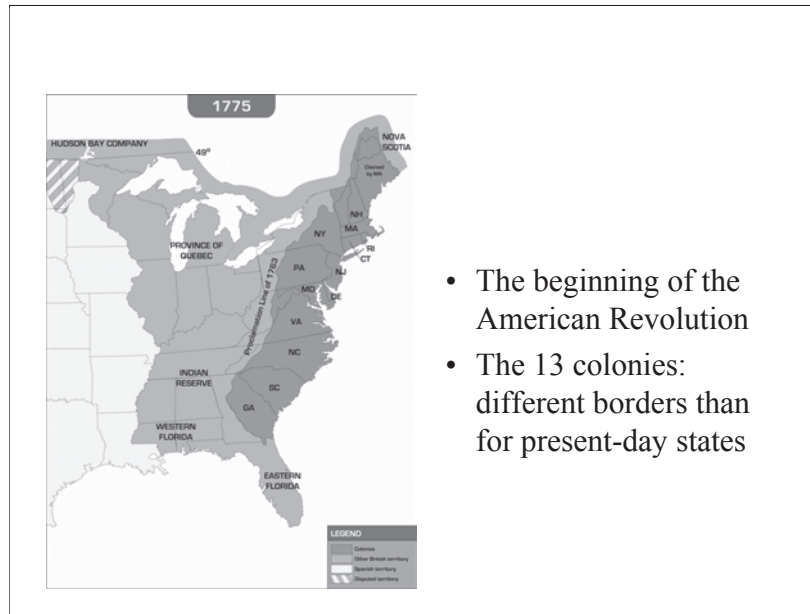 1775
HUDSON BAY COMPANY
49°
NOVA
SCOTIA
Claimed
by MA
NH
NY
MA
RI
CT
PROVINCE OF
QUEBEC
PA
NJ
MD
DE
Proclamation Line of 1763
VA
NC
INDIAN
RESERVE
SC
GA
WESTERN
FLORIDA
EASTERN
FLORIDA
LEGEND
Colonies
Other British territory
Spanish territory
Disputed territory
• The beginning of the
American Revolution
• The 13 colonies:
different borders than
for present-day states